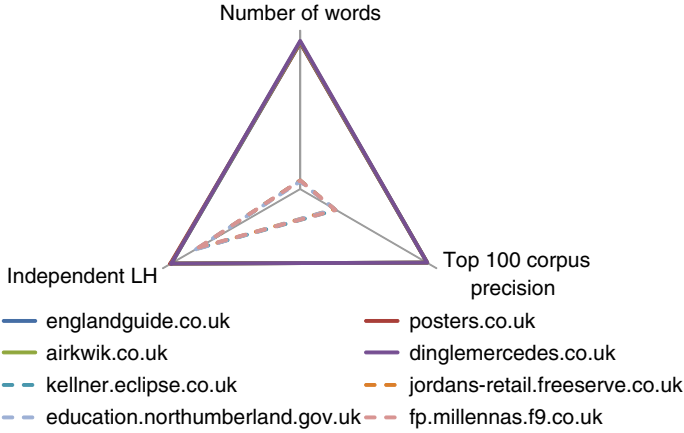 Number of words
Independent LH
Top 100 corpus
precision
englandguide.co.uk
posters.co.uk
airkwik.co.uk
dinglemercedes.co.uk
kellner.eclipse.co.uk
jordans-retail.freeserve.co.uk
education.northumberland.gov.uk
fp.millennas.f9.co.uk